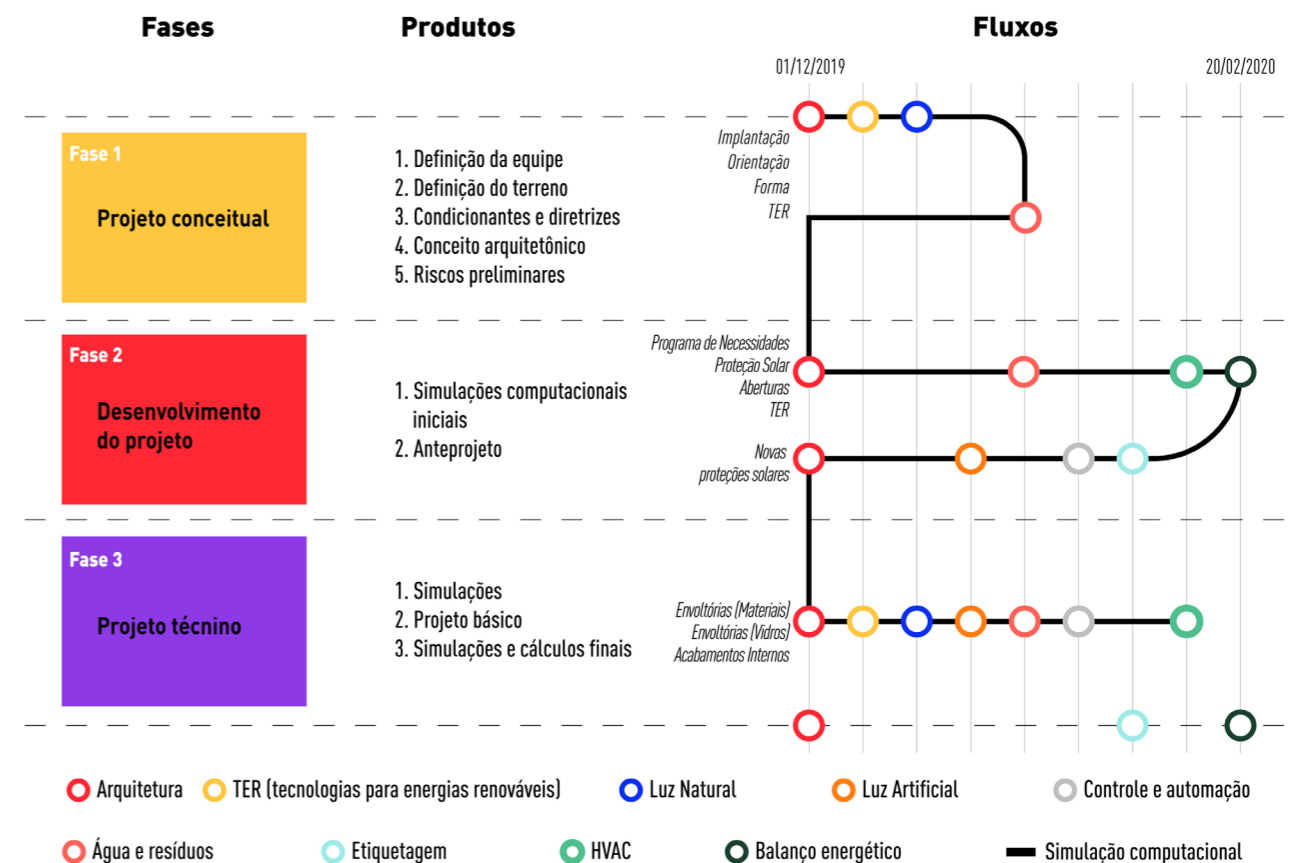 Fases
Produtos
Fluxos
01/12/2019
20/02/2020
Fase 1
Projeto conceitual
1. Definição da equipe
2. Definição do terreno
3. Condicionantes e diretrizes
4. Conceito arquitetônico
5. Riscos preliminares
Implantação
Orientação
Forma
TER
Fase 2
Desenvolvimento
do projeto
1. Simulações computacionais
iniciais
2. Anteprojeto
Programa de Necessidades
Proteção Solar
Aberturas
TER
Novas
proteções solares
Fase 3
Projeto técnino
1. Simulações
2. Projeto básico
3. Simulações e cálculos finais
Envoltórias (Materiais)
Envoltórias (Vidros)
Acabamentos Internos
Arquitetura
TER (tecnologias para energias renováveis)
Luz Natural
Luz Artificial
Controle e automação
Água e resíduos
Etiquetagem
HVAC
Balanço energético
Simulação computacional